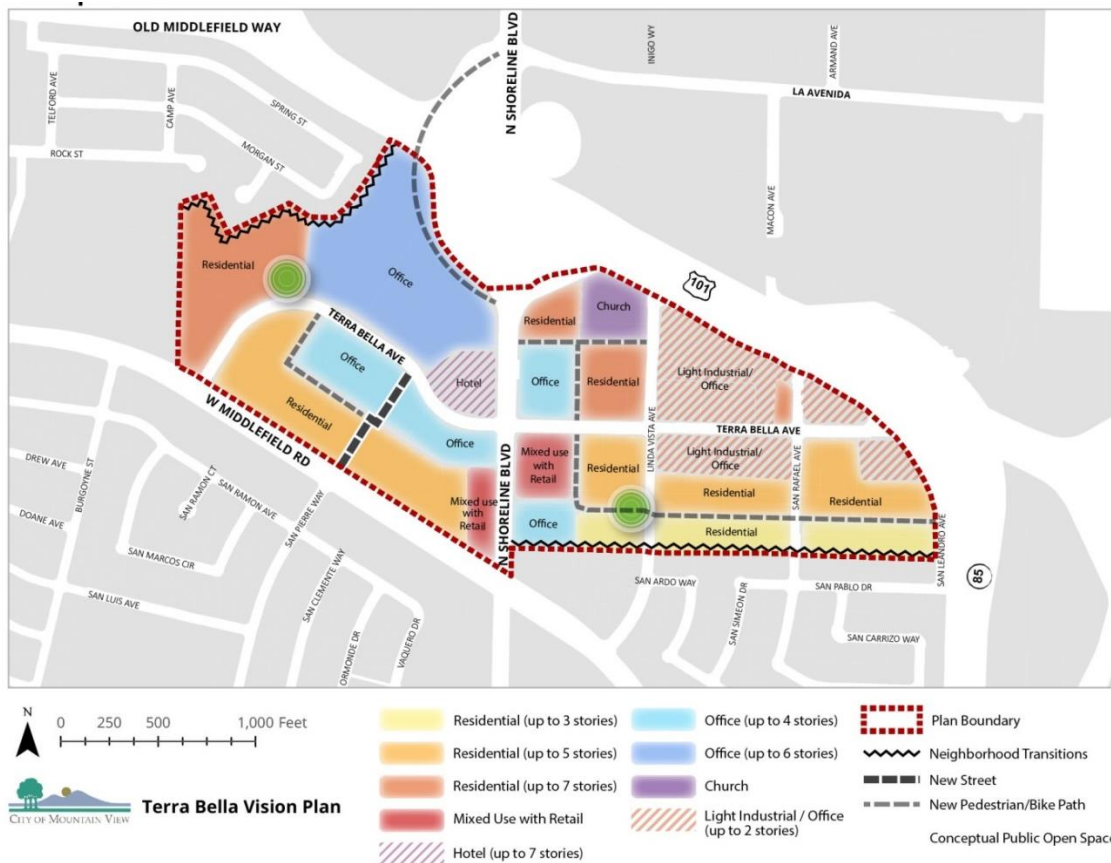 OLD MIDDLEFIELD WAY
N SHORELINE BLVD
INIGO WY
ARMAND AVE
LA AVENIDA
TELFORD AVE
CAMP AVE
SPRING ST
MORGAN ST
ROCK ST
MACON AVE
101
Residential
Office
Church
Residential
TERRA BELLA AVE
Office
Hotel
Office
Residential
Light Industrial/
Office
TERRA BELLA AVE
Residential
W MIDDLEFIELD RD
Office
N SHORELINE BLVD
Mixed use
with
Retail
Residential
LINDA VISTA AVE
Light Industrial/
Office
SAN RAFAEL AVE
Residential
Residential
Mixed use
with
Retail
Office
Residential
SAN LEANDRO AVE
DREW AVE
BURGOYNE ST
DOANE AVE
SAN RAMON CT
SAN RAMON AVE
SAN PIERRE WAY
SAN MARCOS CIR
SAN LUIS AVE
SAN CLEMENTE WAY
ORMONDE DR
VAQUERO DR
SAN ARDO WAY
SAN SIMEON DR
SAN PABLO DR
SAN CARRIZO WAY
85
N
0 250 500 1,000 Feet
CITY OF MOUNTAIN VIEW
Terra Bella Vision Plan
Residential (up to 3 stories)
Residential (up to 5 stories)
Residential (up to 7 stories)
Mixed Use with Retail
Hotel (up to 7 stories)
Office (up to 4 stories)
Office (up to 6 stories)
Church
Light Industrial / Office
(up to 2 stories)
Plan Boundary
Neighborhood Transitions
New Street
New Pedestrian/Bike Path
Conceptual Public Open Space